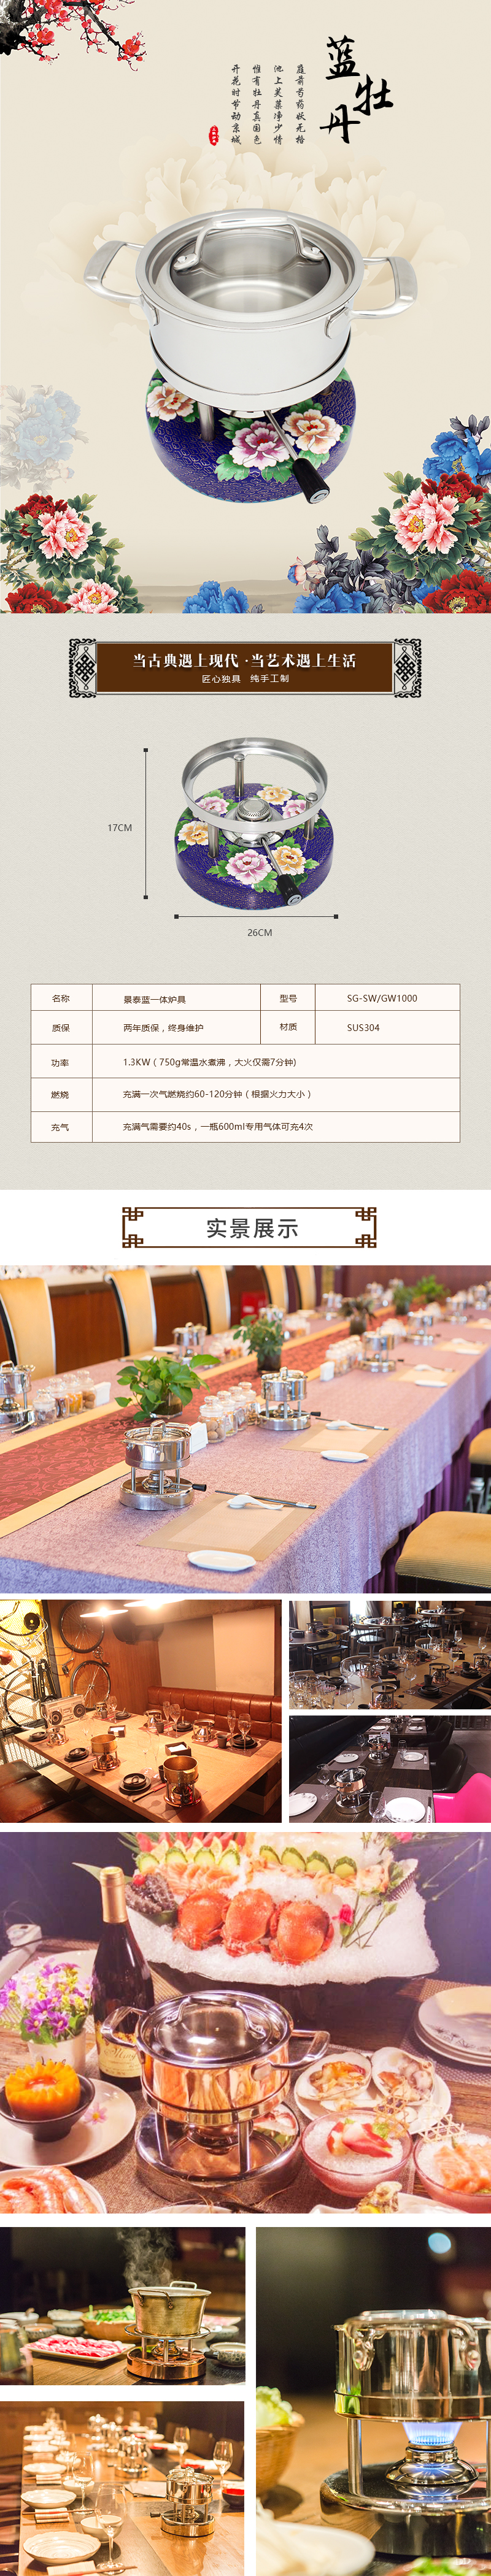 蓝牡丹
庭前芍药妖无格
池上芙蕖净少情
惟有牡丹真国色
开花时节动京城
当古典遇上现代·当艺术遇上生活
匠心独具 纯手工制
17CM
26CM
名称 景泰蓝一体炉具 型号 SG-SW/GW1000
质保 两年质保，终身维护 材质 SUS304
功率 1.3KW（750g常温水煮沸，大火仅需7分钟)
燃烧 充满一次气燃烧约60-120分钟（根据火力大小）
充气 充满气需要约40s，一瓶600ml专用气体可充4次
实景展示